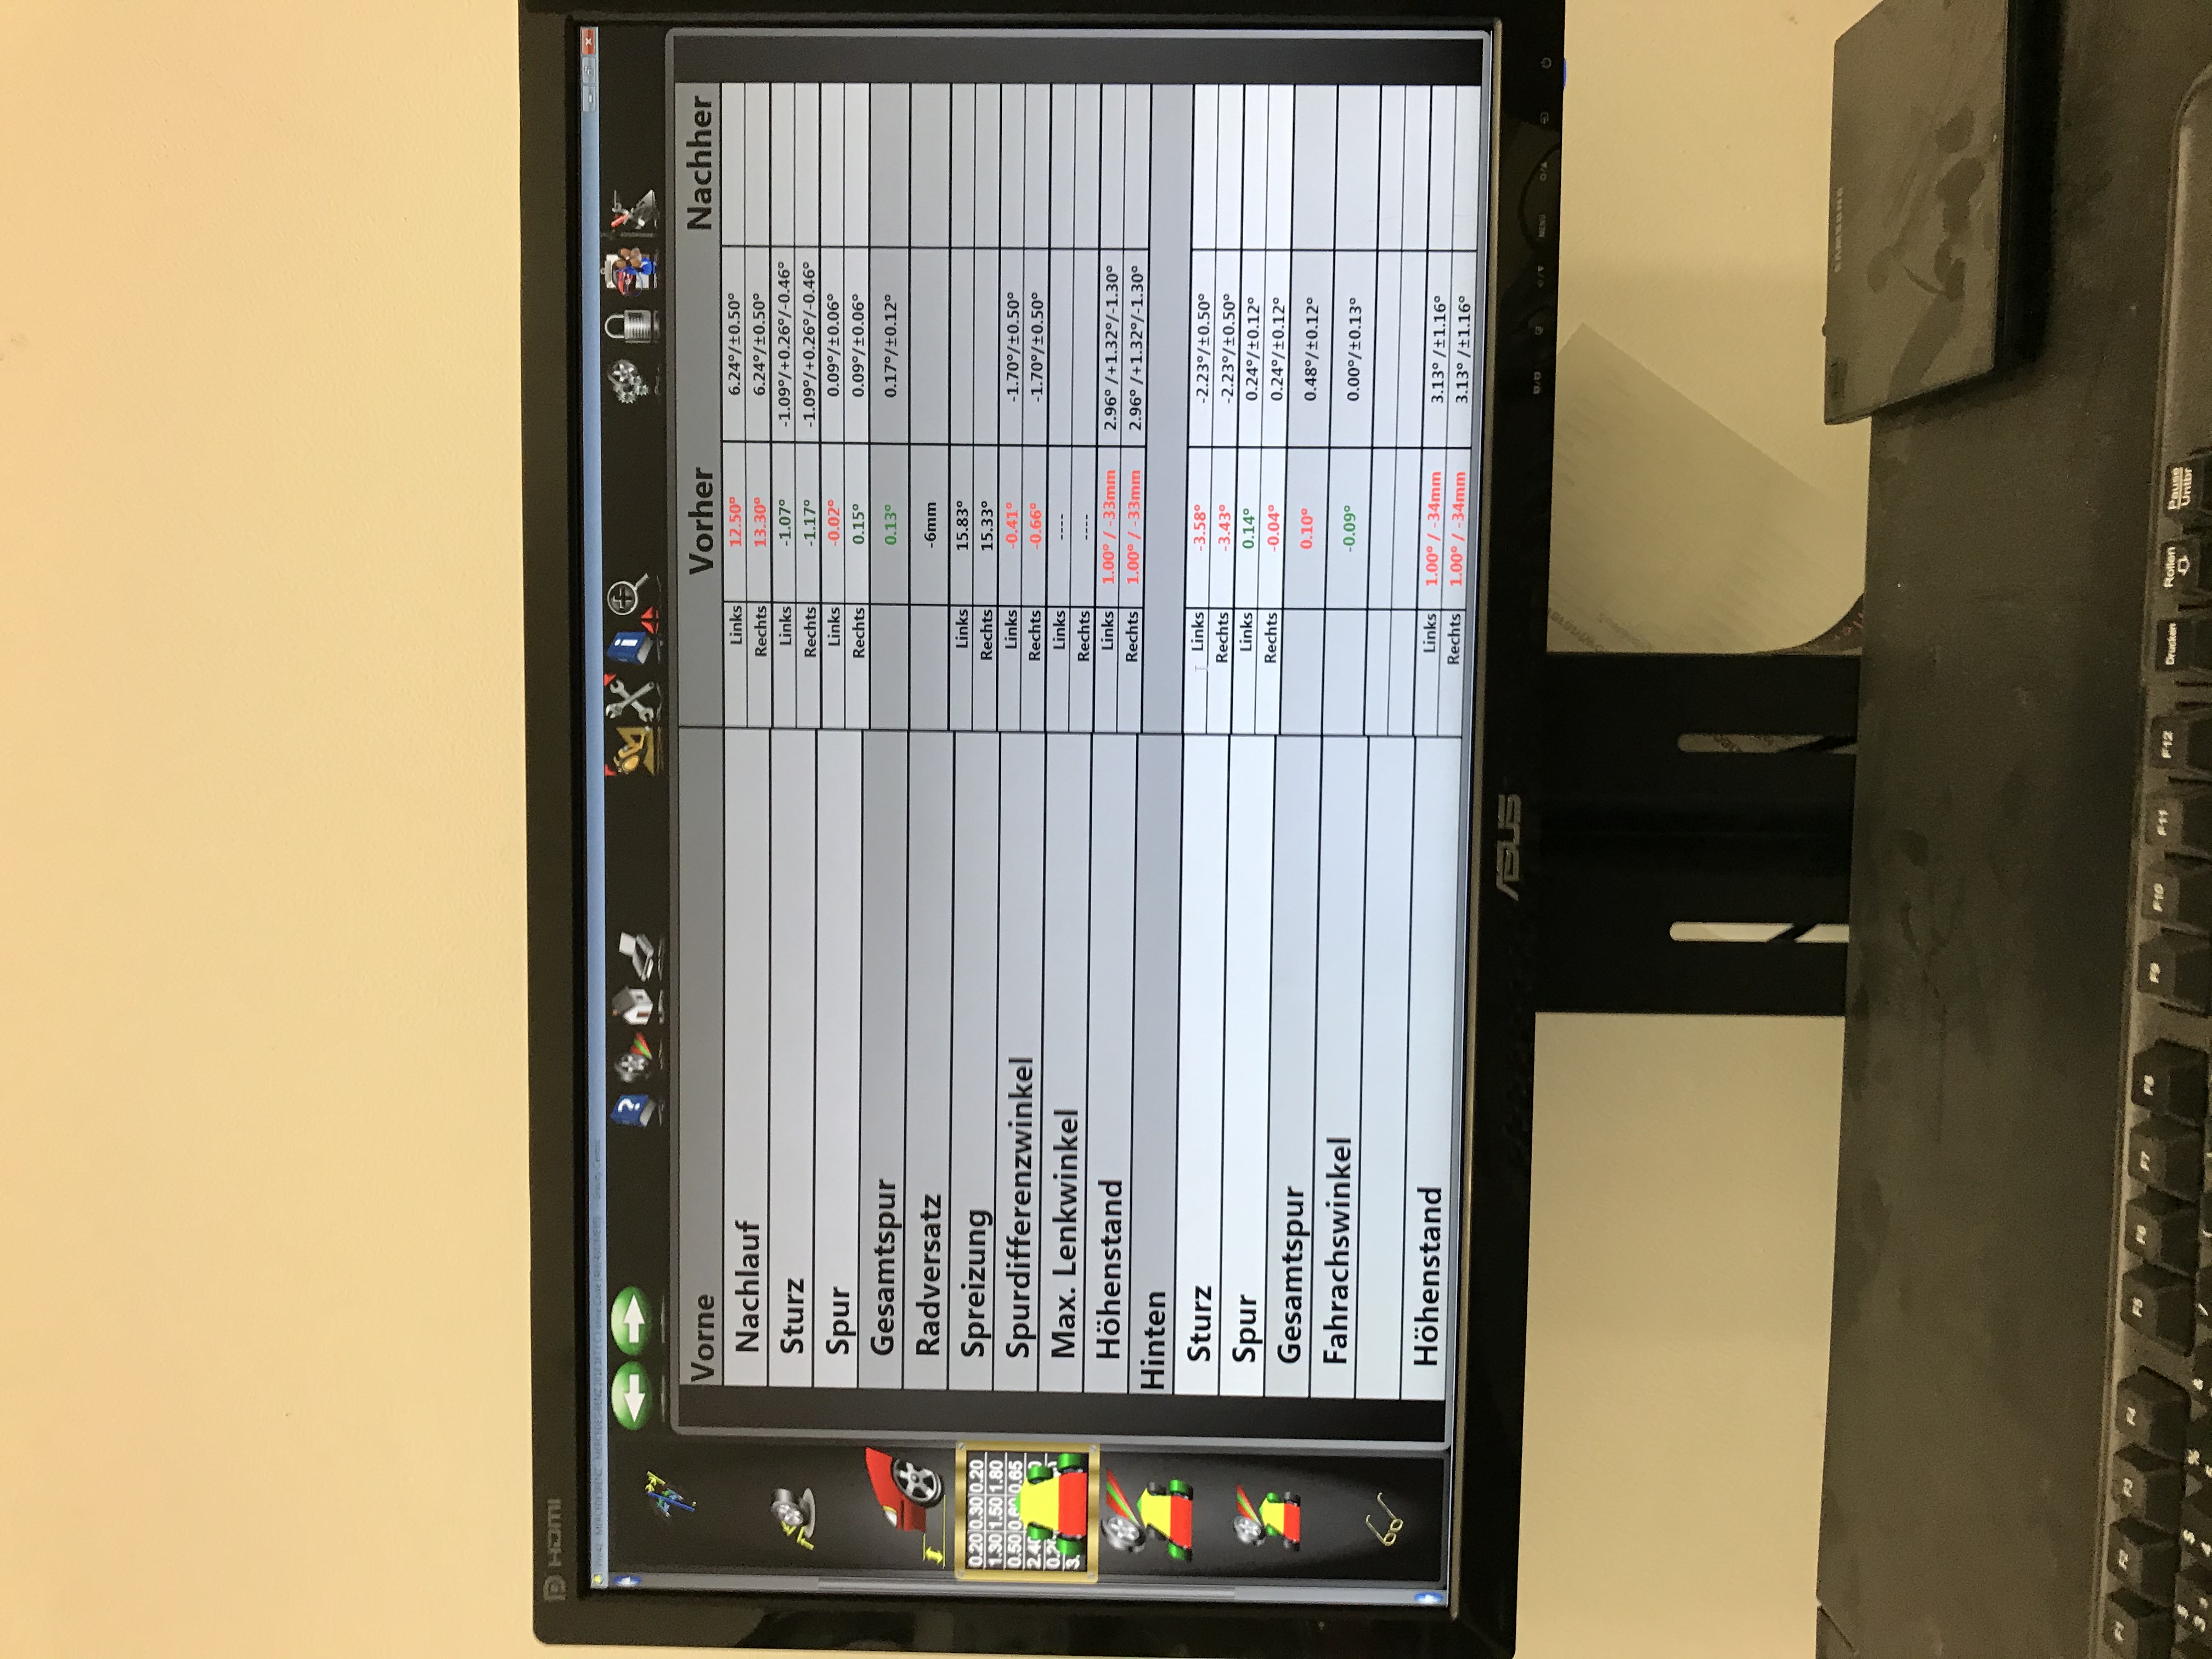 HDMI
Vorne Vorher Nachher
Nachlauf Links 12.50° 6.24°/±0.50°
Rechts 13.30° 6.24°/±0.50°
Sturz Links -1.07° -1.09°/+0.26°/-0.46°
Rechts -1.17° -1.09°/+0.26°/-0.46°
Spur Links -0.02° 0.09°/±0.06°
Rechts 0.15° 0.09°/±0.06°
Gesamtspur 0.13° 0.17°/±0.12°
Radversatz -6mm
Spreizung Links 15.83°
Rechts 15.33°
Spurdifferenzwinkel Links -0.41° -1.70°/±0.50°
Rechts -0.66° -1.70°/±0.50°
Max. Lenkwinkel Links ----
Rechts ----
Höhenstand Links 1.00° / -33mm 2.96° /+1.32°/-1.30°
Rechts 1.00° / -33mm 2.96° /+1.32°/-1.30°
Hinten
Sturz Links -3.58° -2.23°/±0.50°
Rechts -3.43° -2.23°/±0.50°
Spur Links 0.14° 0.24°/±0.12°
Rechts -0.04° 0.24°/±0.12°
Gesamtspur 0.10° 0.48°/±0.12°
Fahrachswinkel -0.09° 0.00°/±0.13°
Höhenstand Links 1.00° / -34mm 3.13° /±1.16°
Rechts 1.00° / -34mm 3.13° /±1.16°
0.20 0.30 0.20
1.30 1.50 1.80
0.50 0.60 0.65
ASUS
MENU
SAMSUNG
F1 F2 F3 F4 F5 F6 F7 F8 F9 F10 F11 F12 Drucken Rollen Pause
Untbr